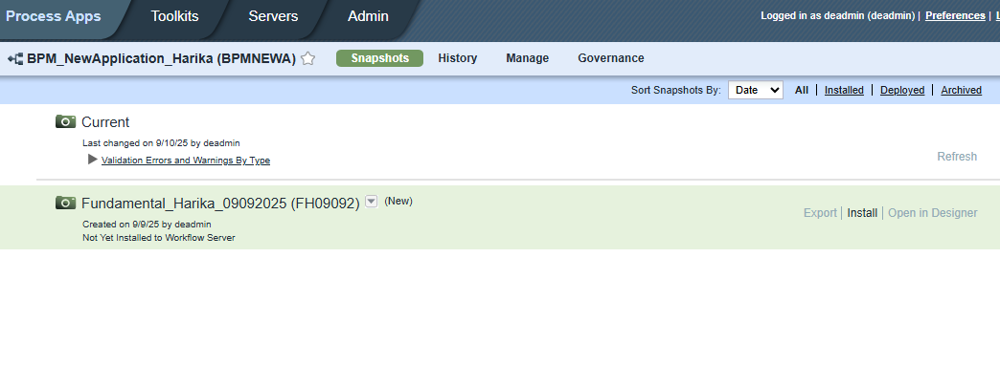 Process Apps Toolkits Servers Admin Logged in as deadmin (deadmin) | Preferences |
BPM_NewApplication_Harika (BPMNEWA) Snapshots History Manage Governance
Sort Snapshots By: Date All | Installed | Deployed | Archived
Current
Last changed on 9/10/25 by deadmin
Validation Errors and Warnings By Type
Refresh
Fundamental_Harika_09092025 (FH09092) (New)
Created on 9/9/25 by deadmin
Export | Install | Open in Designer
Not Yet Installed to Workflow Server